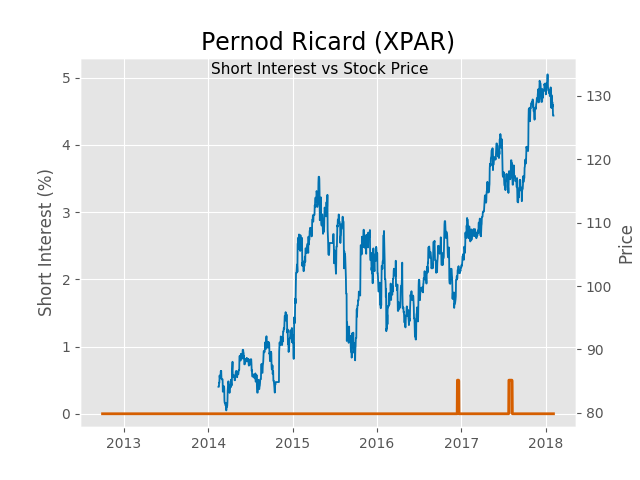 Pernod Ricard (XPAR)
Short Interest vs Stock Price
Short Interest (%)
5
4
3
2
1
0
130
120
110
100
90
80
Price
2013 2014 2015 2016 2017 2018